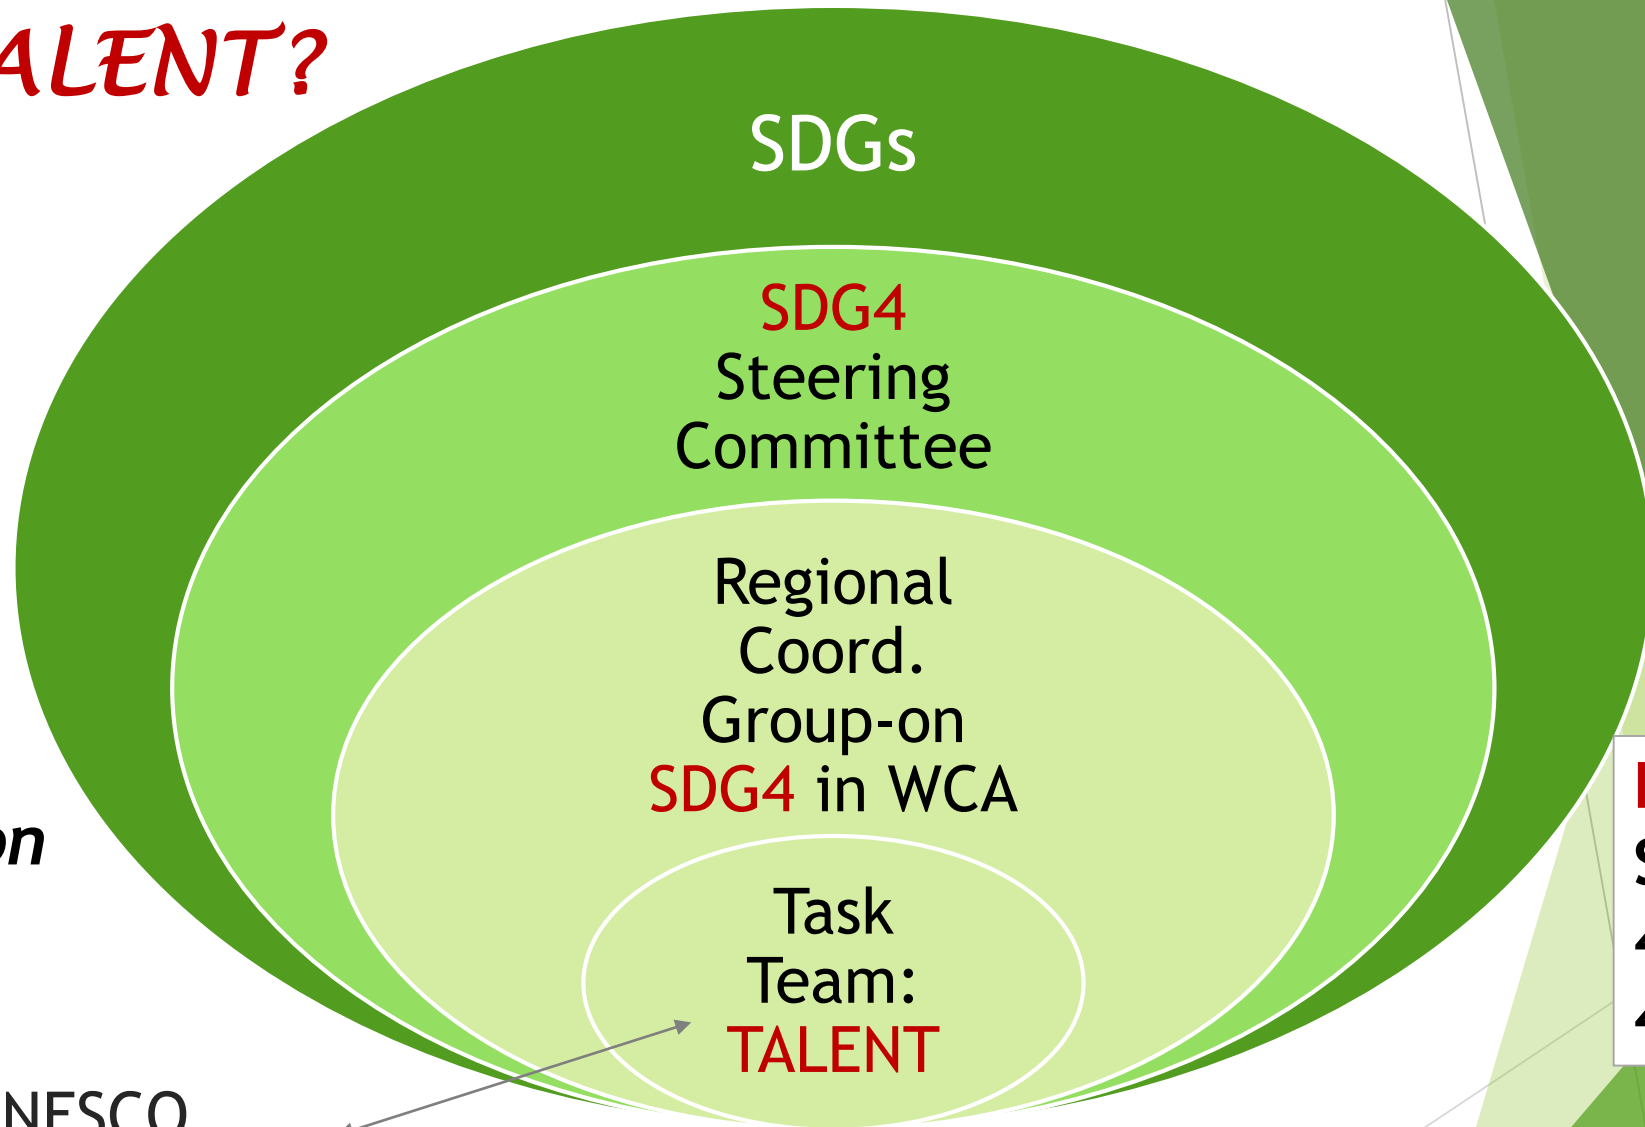 ALENT?
SDGs
SDG4
Steering
Committee
Regional
Coord.
Group-on
SDG4 in WCA
on
Task
Team:
TALENT
NESCO